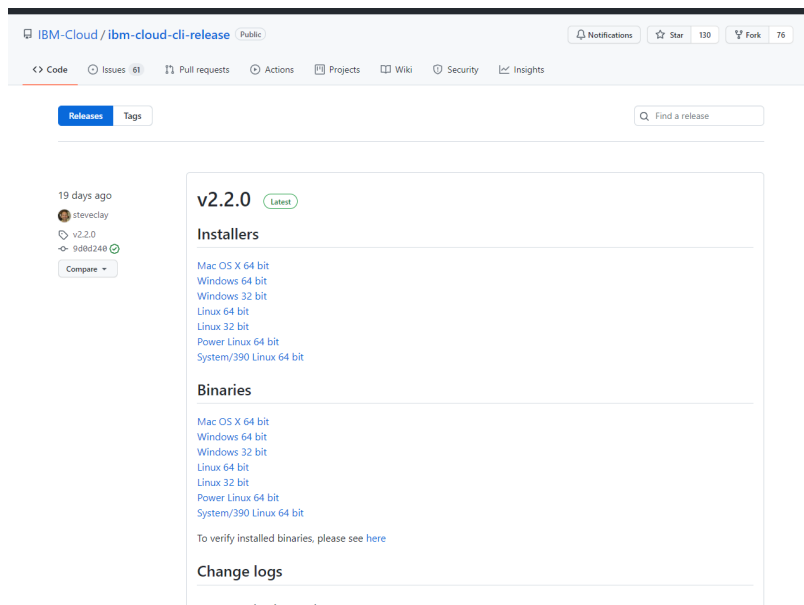 IBM-Cloud / ibm-cloud-cli-release Public
Notifications Star 130 Fork 76
<> Code Issues 61 Pull requests Actions Projects Wiki Security Insights
Releases Tags
Find a release
19 days ago
steveclay
v2.2.0
9d0d240
Compare
v2.2.0 Latest
Installers
Mac OS X 64 bit
Windows 64 bit
Windows 32 bit
Linux 64 bit
Linux 32 bit
Power Linux 64 bit
System/390 Linux 64 bit
Binaries
Mac OS X 64 bit
Windows 64 bit
Windows 32 bit
Linux 64 bit
Linux 32 bit
Power Linux 64 bit
System/390 Linux 64 bit
To verify installed binaries, please see here
Change logs